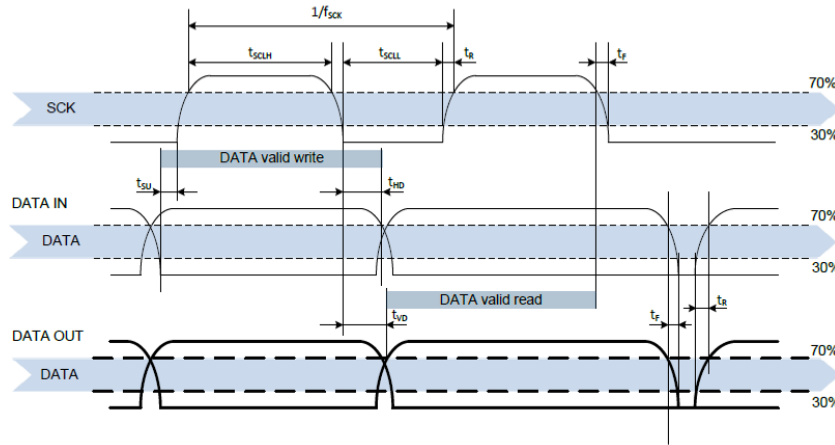 1/fSCK
tSCLH
tSCLL
tR
tF
70%
SCK
30%
DATA valid write
tSU
tHD
DATA IN
70%
DATA
30%
DATA valid read
tR
tF
tVD
DATA OUT
70%
DATA
30%